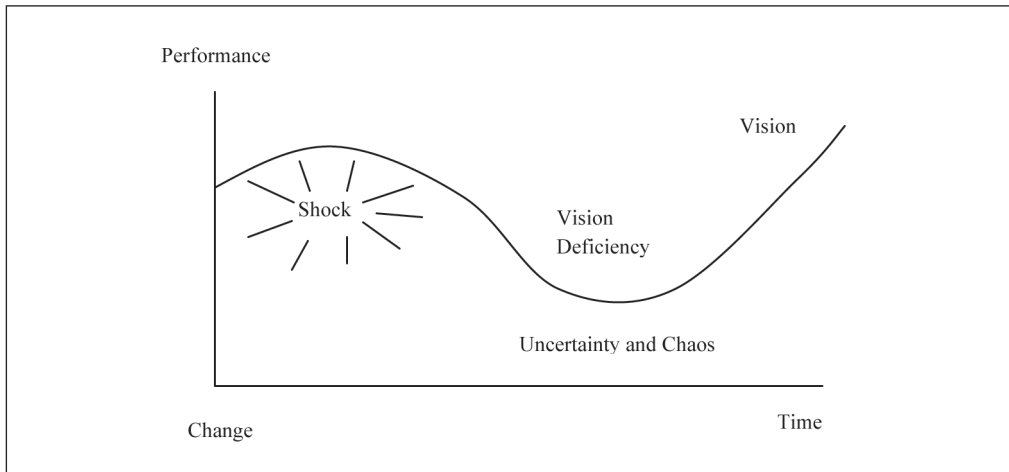 Performance
Vision
Shock
Vision
Deficiency
Uncertainty and Chaos
Time
Change